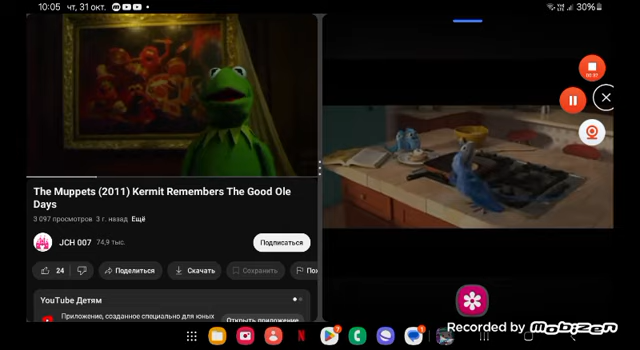 10:05 чт, 31 окт.
30%
The Muppets (2011) Kermit Remembers The Good Ole
Days
3 097 просмотров 3 г. назад Ещё
JCH 007 74,9 тыс.
Подписаться
24
Поделиться
Скачать
Сохранить
YouTube Детям
Приложение, созданное специально для юных
Открыть приложение
Recorded by mobizen